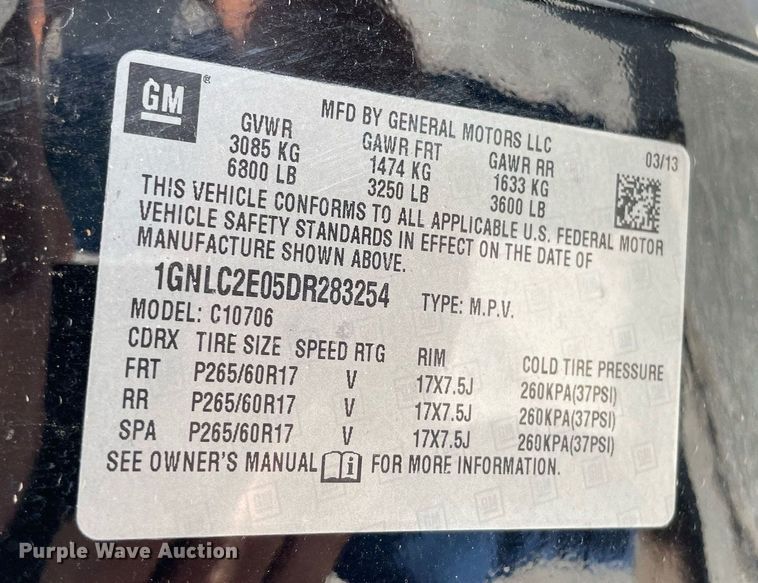 GM
MFD BY GENERAL MOTORS LLC
GVWR GAWR FRT GAWR RR 03/13
3085 KG 1474 KG 1633 KG
6800 LB 3250 LB 3600 LB
THIS VEHICLE CONFORMS TO ALL APPLICABLE U.S. FEDERAL MOTOR
VEHICLE SAFETY STANDARDS IN EFFECT ON THE DATE OF
MANUFACTURE SHOWN ABOVE.
1GNLC2E05DR283254 TYPE: M.P.V.
MODEL: C10706
CDRX TIRE SIZE SPEED RTG RIM COLD TIRE PRESSURE
FRT P265/60R17 V 17X7.5J 260KPA(37PSI)
RR P265/60R17 V 17X7.5J 260KPA(37PSI)
SPA P265/60R17 V 17X7.5J 260KPA(37PSI)
SEE OWNER'S MANUAL i FOR MORE INFORMATION.
Purple Wave Auction